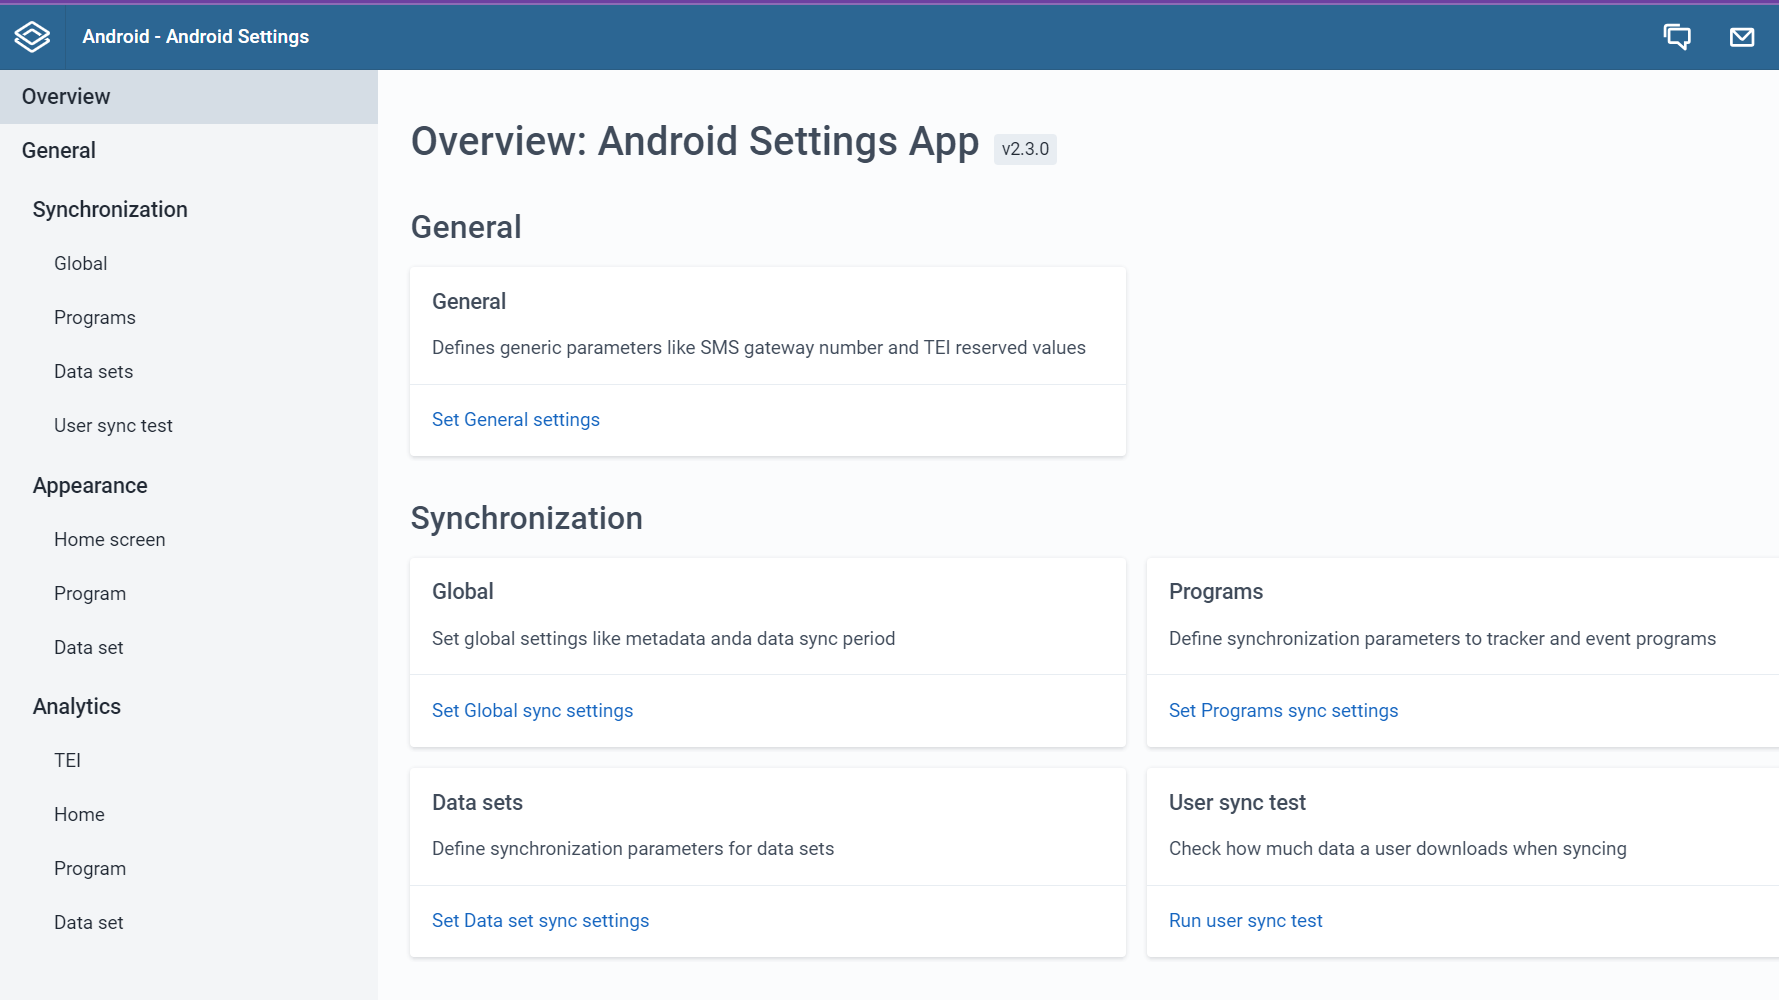 Android - Android Settings
Overview
General
Synchronization
Global
Programs
Data sets
User sync test
Appearance
Home screen
Program
Data set
Analytics
TEI
Home
Program
Data set
Overview: Android Settings App v2.3.0
General
General
Defines generic parameters like SMS gateway number and TEI reserved values
Set General settings
Synchronization
Global
Set global settings like metadata anda data sync period
Set Global sync settings
Programs
Define synchronization parameters to tracker and event programs
Set Programs sync settings
Data sets
Define synchronization parameters for data sets
Set Data set sync settings
User sync test
Check how much data a user downloads when syncing
Run user sync test